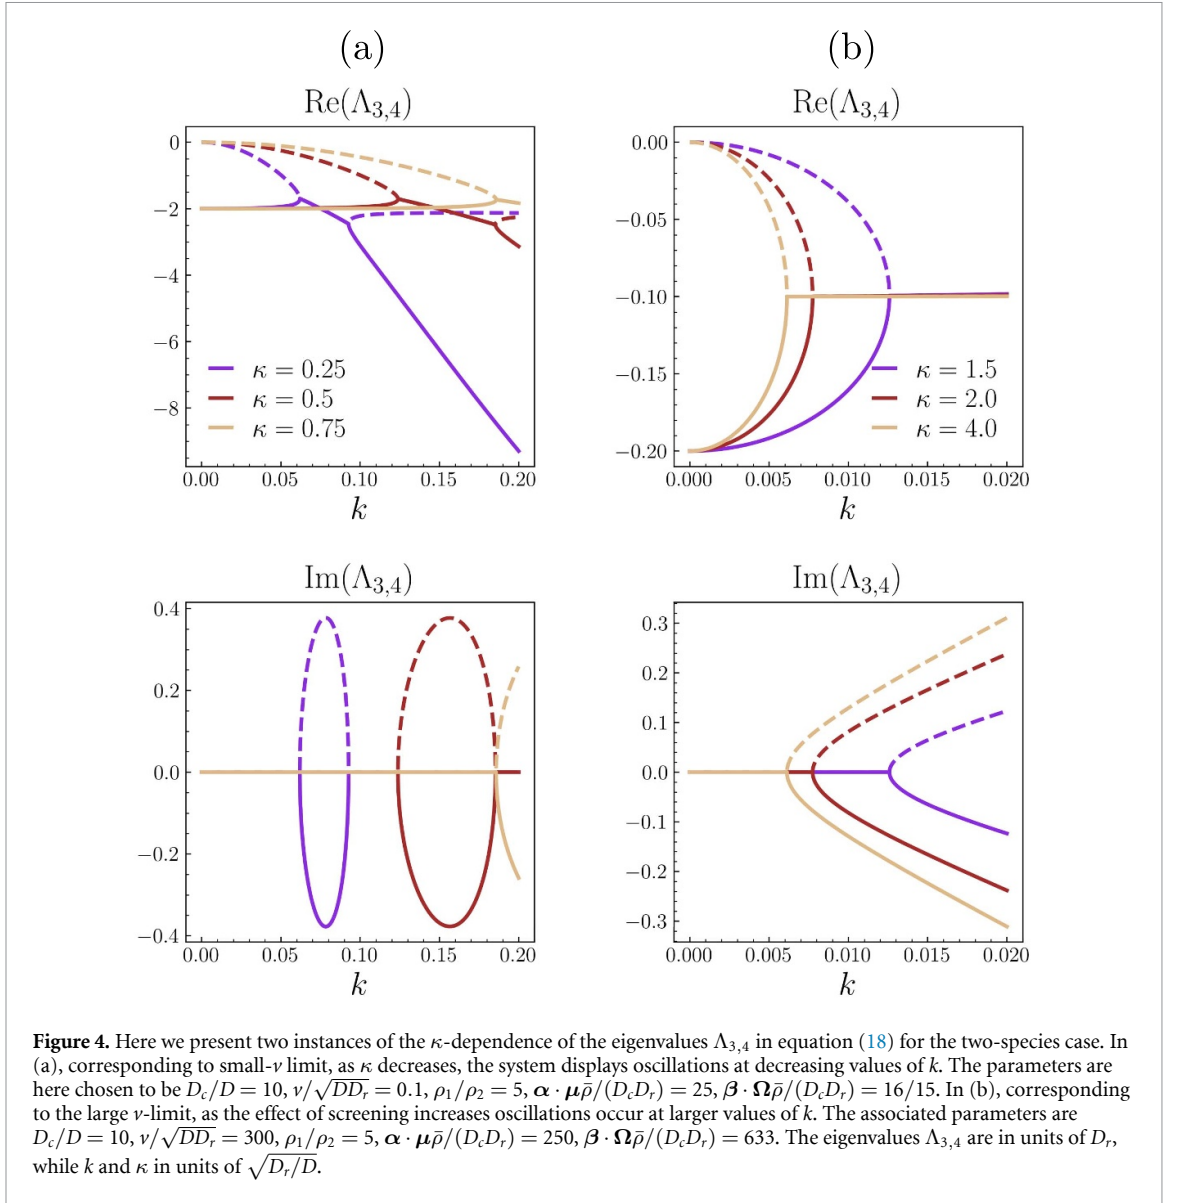 (a)
(b)
Re(Λ3,4)
Re(Λ3,4)
0
−2
−4
−6
−8
κ = 0.25
κ = 0.5
κ = 0.75
0.00 0.05 0.10 0.15 0.20
k
0.00
−0.05
−0.10
−0.15
−0.20
κ = 1.5
κ = 2.0
κ = 4.0
0.000 0.005 0.010 0.015 0.020
k
Im(Λ3,4)
Im(Λ3,4)
0.4
0.2
0.0
−0.2
−0.4
0.00 0.05 0.10 0.15 0.20
k
0.3
0.2
0.1
0.0
−0.1
−0.2
−0.3
0.000 0.005 0.010 0.015 0.020
k
Figure 4. Here we present two instances of the κ-dependence of the eigenvalues Λ3,4 in equation (18) for the two-species case. In
(a), corresponding to small-ν limit, as κ decreases, the system displays oscillations at decreasing values of k. The parameters are
here chosen to be Dc/D = 10, ν/√DDr = 0.1, ρ1/ρ2 = 5, α · μρ̄/(DcDr) = 25, β · Ωρ̄/(DcDr) = 16/15. In (b), corresponding
to the large ν-limit, as the effect of screening increases oscillations occur at larger values of k. The associated parameters are
Dc/D = 10, ν/√DDr = 300, ρ1/ρ2 = 5, α · μρ̄/(DcDr) = 250, β · Ωρ̄/(DcDr) = 633. The eigenvalues Λ3,4 are in units of Dr,
while k and κ in units of √Dr/D.